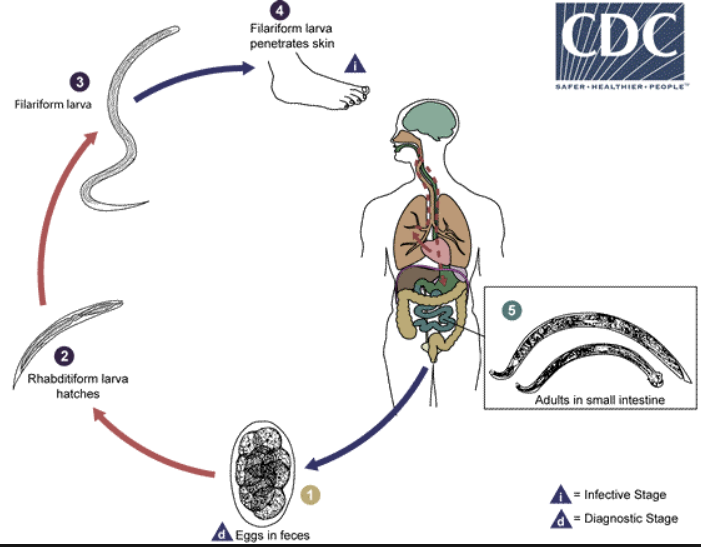 4
Filariform larva
penetrates skin
i
CDC
SAFER • HEALTHIER • PEOPLE™
3
Filariform larva
5
2
Rhabditiform larva
hatches
Adults in small intestine
1
d Eggs in feces
i = Infective Stage
d = Diagnostic Stage